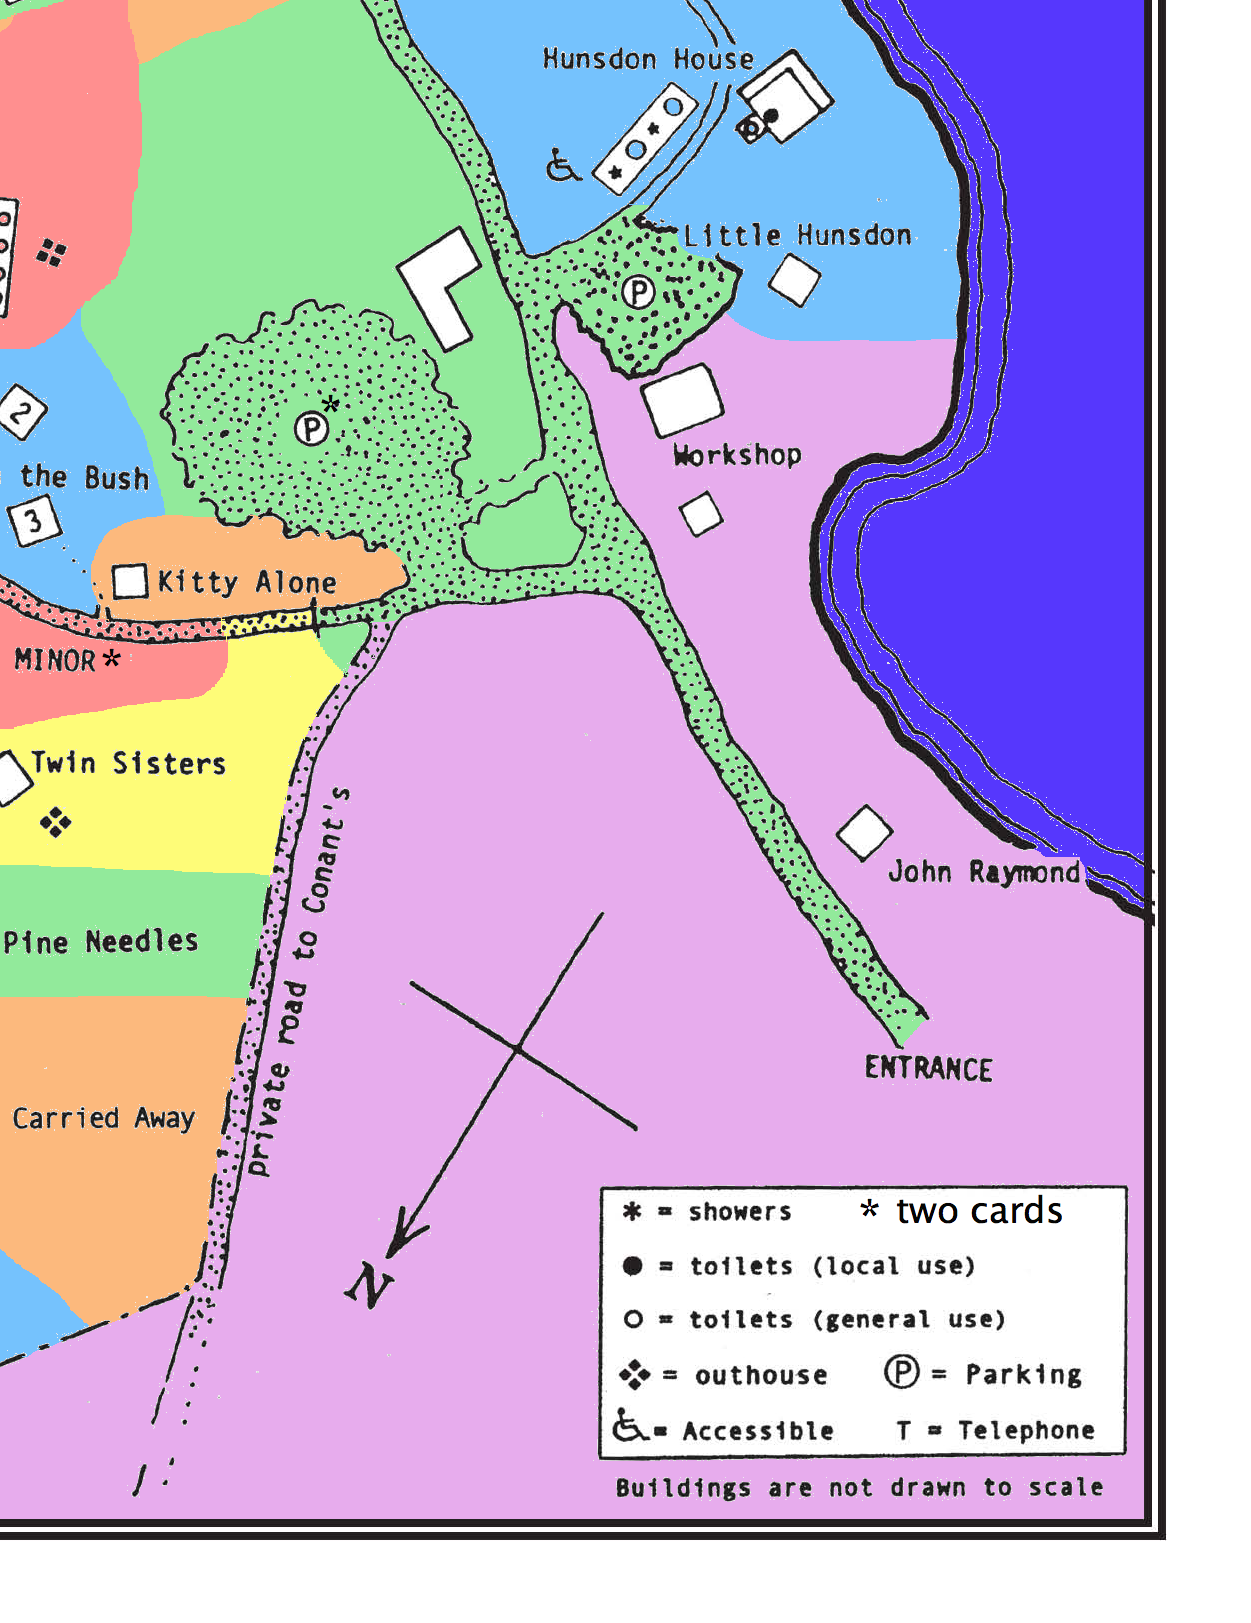 Hunsdon House
Little Hunsdon
P
P *
Workshop
2
the Bush
3
Kitty Alone
MINOR *
Twin Sisters
private road to Conant's
John Raymond
Pine Needles
ENTRANCE
Carried Away
N
* = showers * two cards
● = toilets (local use)
○ = toilets (general use)
= outhouse Ⓟ = Parking
♿ = Accessible T = Telephone
Buildings are not drawn to scale